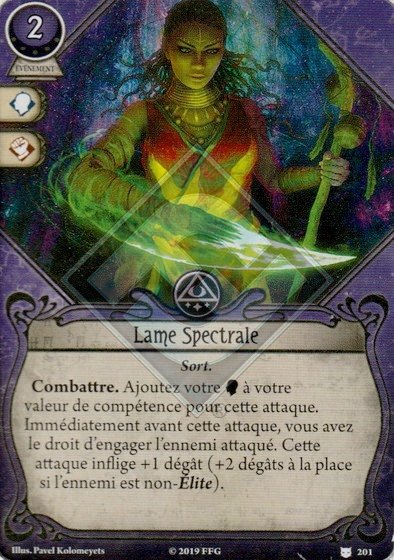 2
ÉVÉNEMENT
Lame Spectrale
Sort.
Combattre. Ajoutez votre à votre
valeur de compétence pour cette attaque.
Immédiatement avant cette attaque, vous avez
le droit d'engager l'ennemi attaqué. Cette
attaque inflige +1 dégât (+2 dégâts à la place
si l'ennemi est non-Élite).
Illus. Pavel Kolomeyets
© 2019 FFG
201